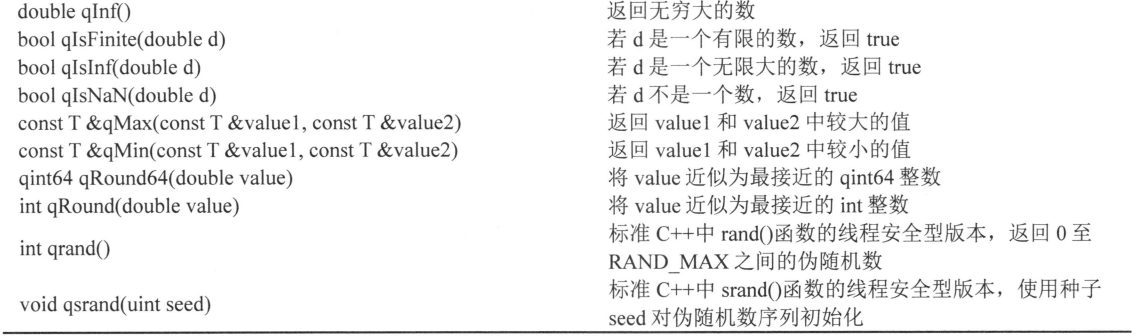 double qInf() 返回无穷大的数
bool qIsFinite(double d) 若 d 是一个有限的数，返回 true
bool qIsInf(double d) 若 d 是一个无限大的数，返回 true
bool qIsNaN(double d) 若 d 不是一个数，返回 true
const T &qMax(const T &value1, const T &value2) 返回 value1 和 value2 中较大的值
const T &qMin(const T &value1, const T &value2) 返回 value1 和 value2 中较小的值
qint64 qRound64(double value) 将 value 近似为最接近的 qint64 整数
int qRound(double value) 将 value 近似为最接近的 int 整数
int qrand() 标准 C++中 rand()函数的线程安全型版本，返回 0 至
RAND_MAX 之间的伪随机数
void qsrand(uint seed) 标准 C++中 srand()函数的线程安全型版本，使用种子
seed 对伪随机数序列初始化